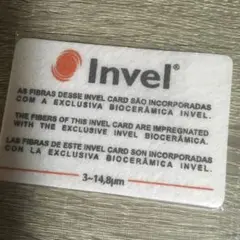 Invel®
AS FIBRAS DESSE INVEL CARD SÃO INCORPORADAS
COM A EXCLUSIVA BIOCERÂMICA INVEL.
THE FIBERS OF THIS INVEL CARD ARE IMPREGNATED
WITH THE EXCLUSIVE INVEL BIOCERÂMICA.
LAS FIBRAS DE ESTE INVEL CARD SON INCORPORADAS
CON LA EXCLUSIVA BIOCERÂMICA INVEL.
3~14,8µm